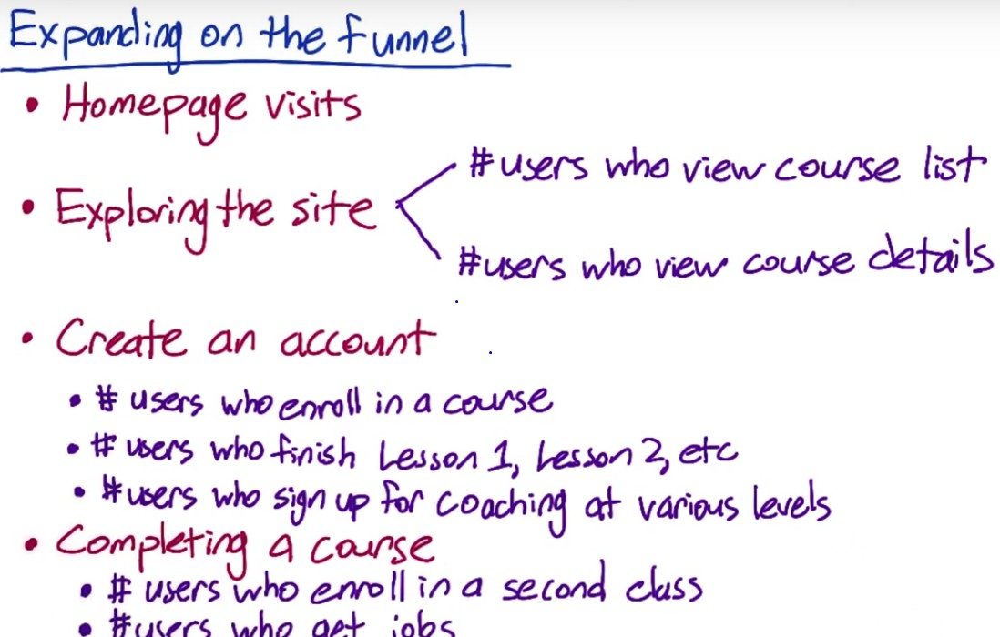 Expanding on the funnel
• Homepage visits
• Exploring the site
#users who view course list
#users who view course details
• Create an account
• # users who enroll in a course
• # users who finish Lesson 1, Lesson 2, etc
• #users who sign up for coaching at various levels
• Completing a course
• # users who enroll in a second class
• #users who get jobs